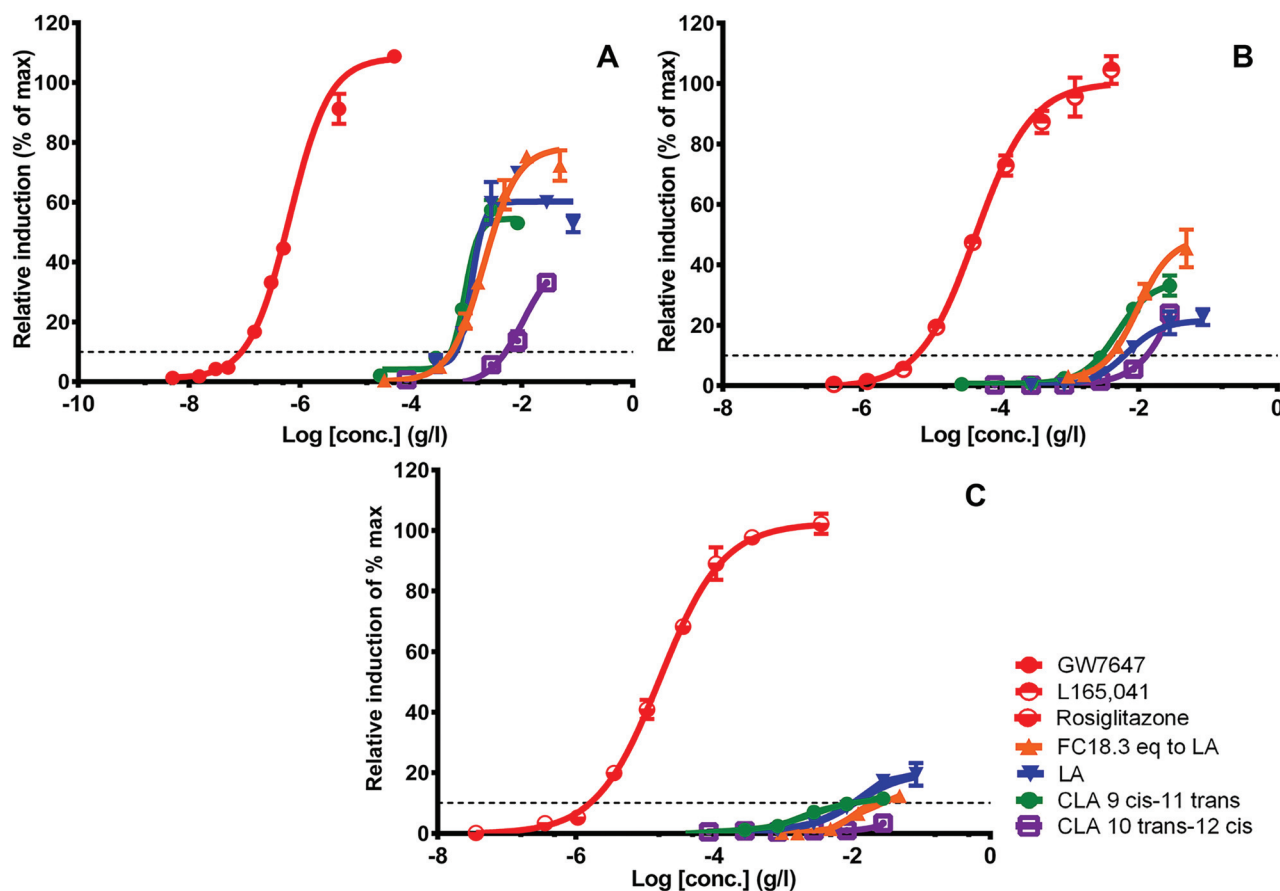 120
100
80
60
40
20
0
Relative induction (% of max)
A
-10
-8
-6
-4
-2
0
Log [conc.] (g/l)
120
100
80
60
40
20
0
Relative induction (% of max)
B
-8
-6
-4
-2
0
Log [conc.] (g/l)
120
100
80
60
40
20
0
Relative induction of % max
C
-8
-6
-4
-2
0
Log [conc.] (g/l)
GW7647
L165,041
Rosiglitazone
FC18.3 eq to LA
LA
CLA 9 cis-11 trans
CLA 10 trans-12 cis